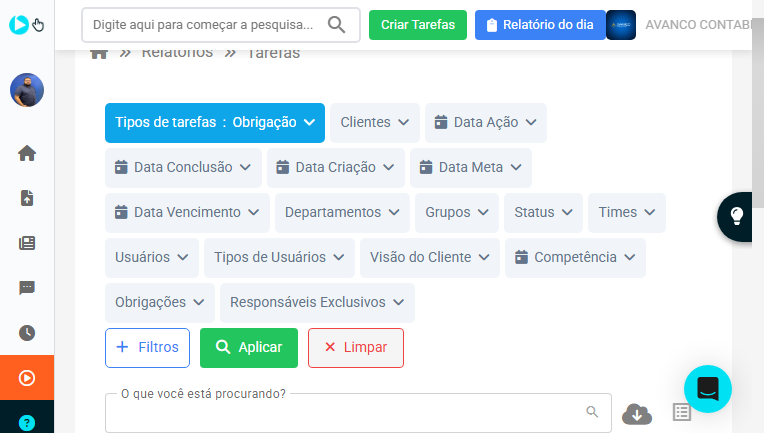 Digite aqui para começar a pesquisa...
Criar Tarefas
Relatório do dia
AVANCO CONTABI
Relatórios
Tarefas
Tipos de tarefas : Obrigação
Clientes
Data Ação
Data Conclusão
Data Criação
Data Meta
Data Vencimento
Departamentos
Grupos
Status
Times
Usuários
Tipos de Usuários
Visão do Cliente
Competência
Obrigações
Responsáveis Exclusivos
+ Filtros
Aplicar
Limpar
O que você está procurando?
?